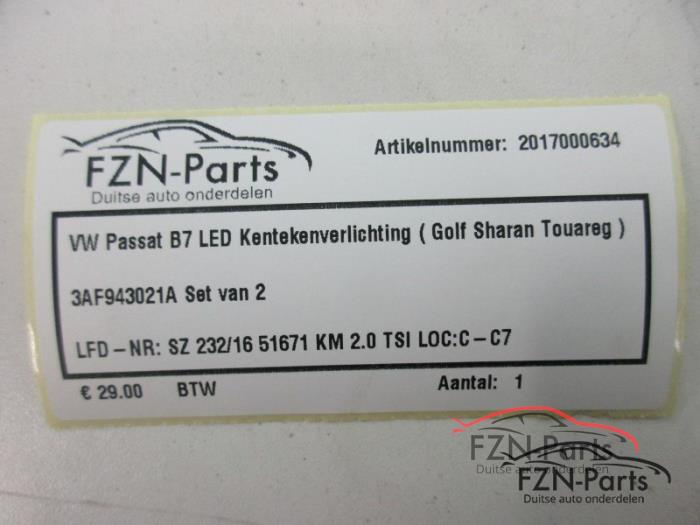 FZN-Parts
Duitse auto onderdelen
Artikelnummer: 2017000634
VW Passat B7 LED Kentekenverlichting ( Golf Sharan Touareg )
3AF943021A Set van 2
LFD-NR: SZ 232/16 51671 KM 2.0 TSI LOC:C-C7
€ 29.00 BTW Aantal: 1
FZN-Parts
Duitse auto onderdelen
FZN-Parts
Duitse auto onderdelen